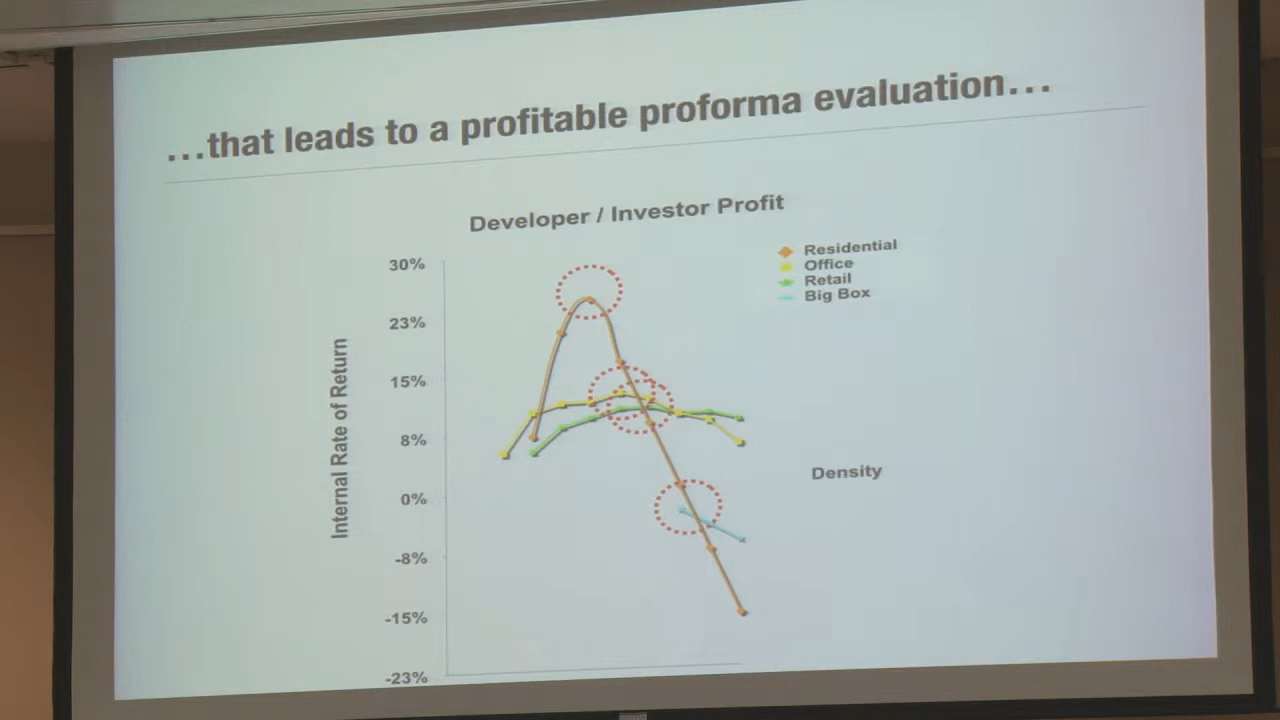 ...that leads to a profitable proforma evaluation...
Developer / Investor Profit
Residential
Office
Retail
Big Box
Internal Rate of Return
30%
23%
15%
8%
0%
-8%
-15%
-23%
Density